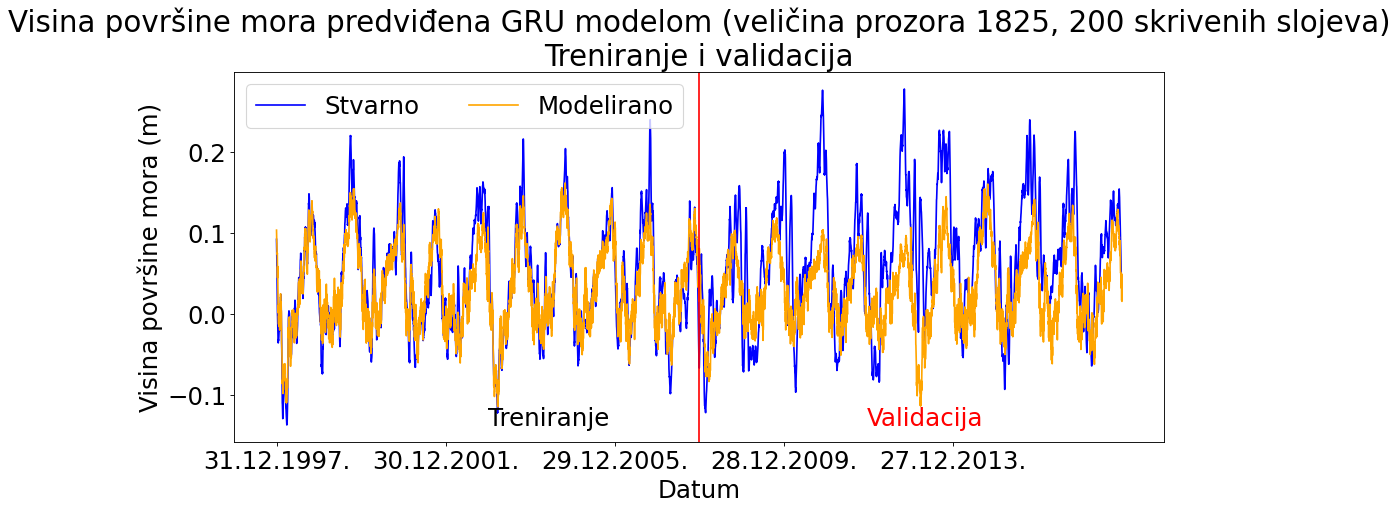 Visina površine mora predviđena GRU modelom (veličina prozora 1825, 200 skrivenih slojeva)
Treniranje i validacija
Stvarno
Modelirano
Visina površine mora (m)
0.2
0.1
0.0
−0.1
Treniranje
Validacija
31.12.1997.
30.12.2001.
29.12.2005.
28.12.2009.
27.12.2013.
Datum